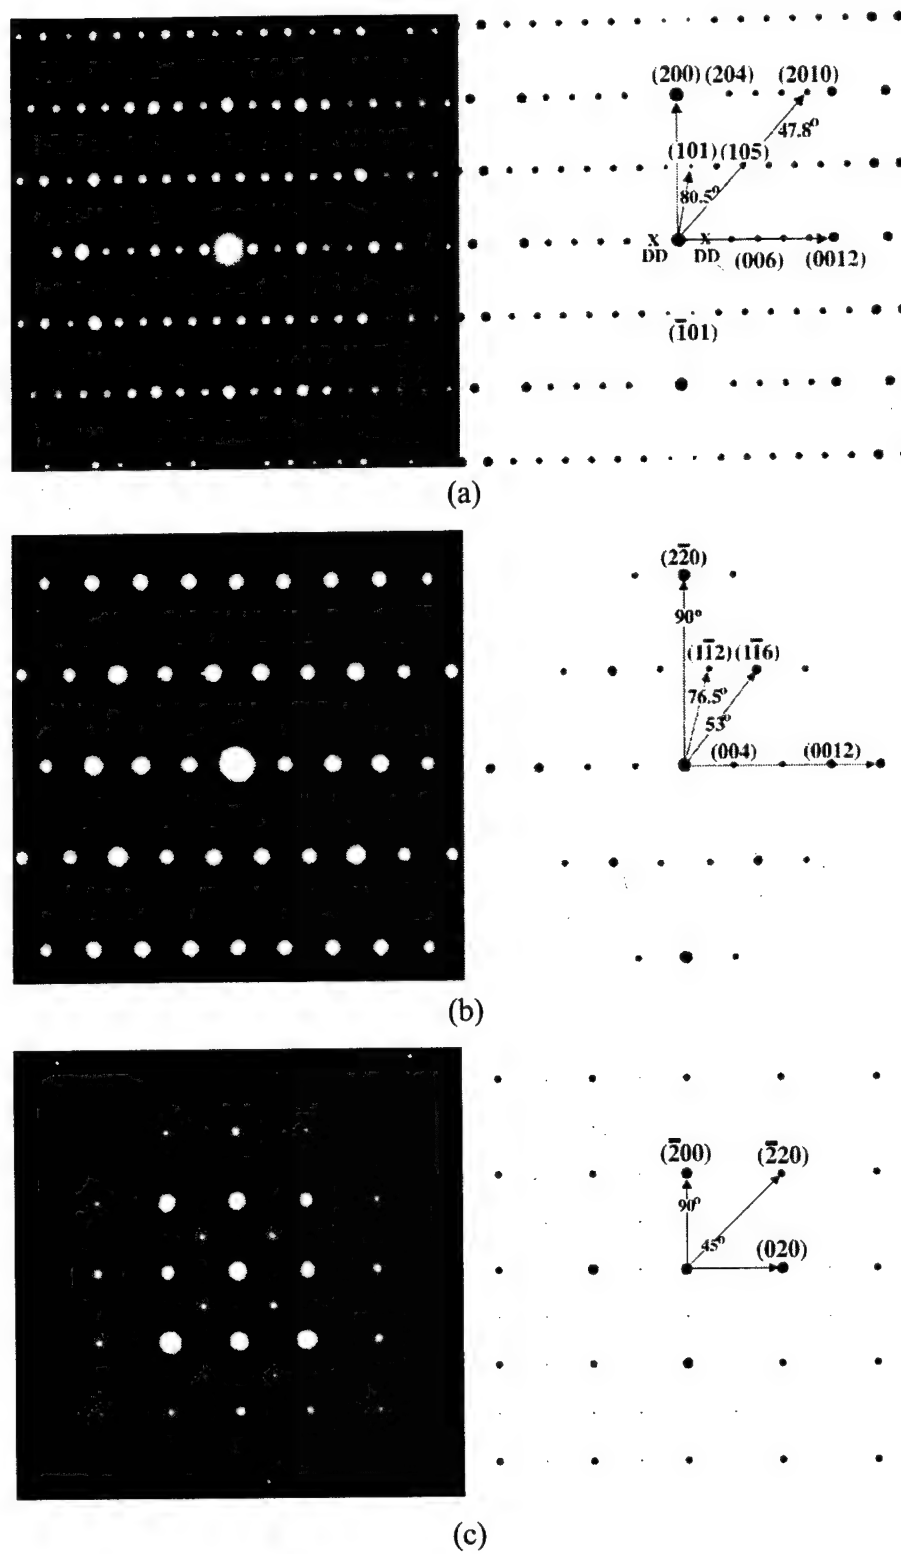 (200) (204) (2010)
47.8°
(101) (105)
80.5°
X X
DD DD
(006) (0012)
(1̅01)
(a)
(22̅0)
90°
(11̅2) (11̅6)
76.5°
53°
(004) (0012)
(b)
(2̅00) (2̅20)
90°
45°
(020)
(c)